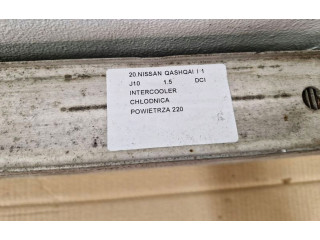 20.NISSAN QASHQAI I 1
J10 1.5 DCI
INTERCOOLER
CHLODNICA
POWIETRZA 220